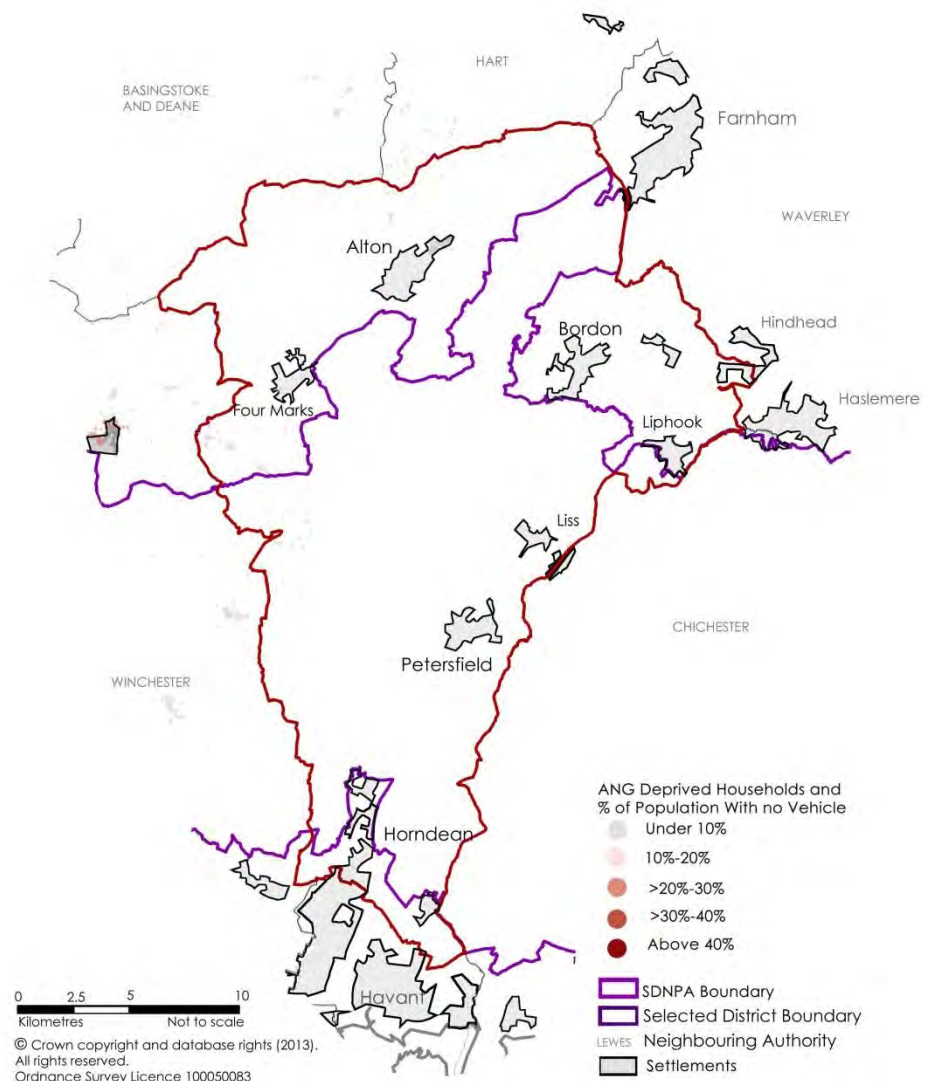 HART
BASINGSTOKE
AND DEANE
Farnham
WAVERLEY
Alton
Hindhead
Bordon
Haslemere
Four Marks
Liphook
Liss
CHICHESTER
Petersfield
WINCHESTER
Horndean
Havant
ANG Deprived Households and
% of Population With no Vehicle
Under 10%
10%-20%
>20%-30%
>30%-40%
Above 40%
SDNPA Boundary
Selected District Boundary
LEWES Neighbouring Authority
Settlements
0 2.5 5 10
Kilometres Not to scale
© Crown copyright and database rights (2013).
All rights reserved.
Ordnance Survey Licence 100050083